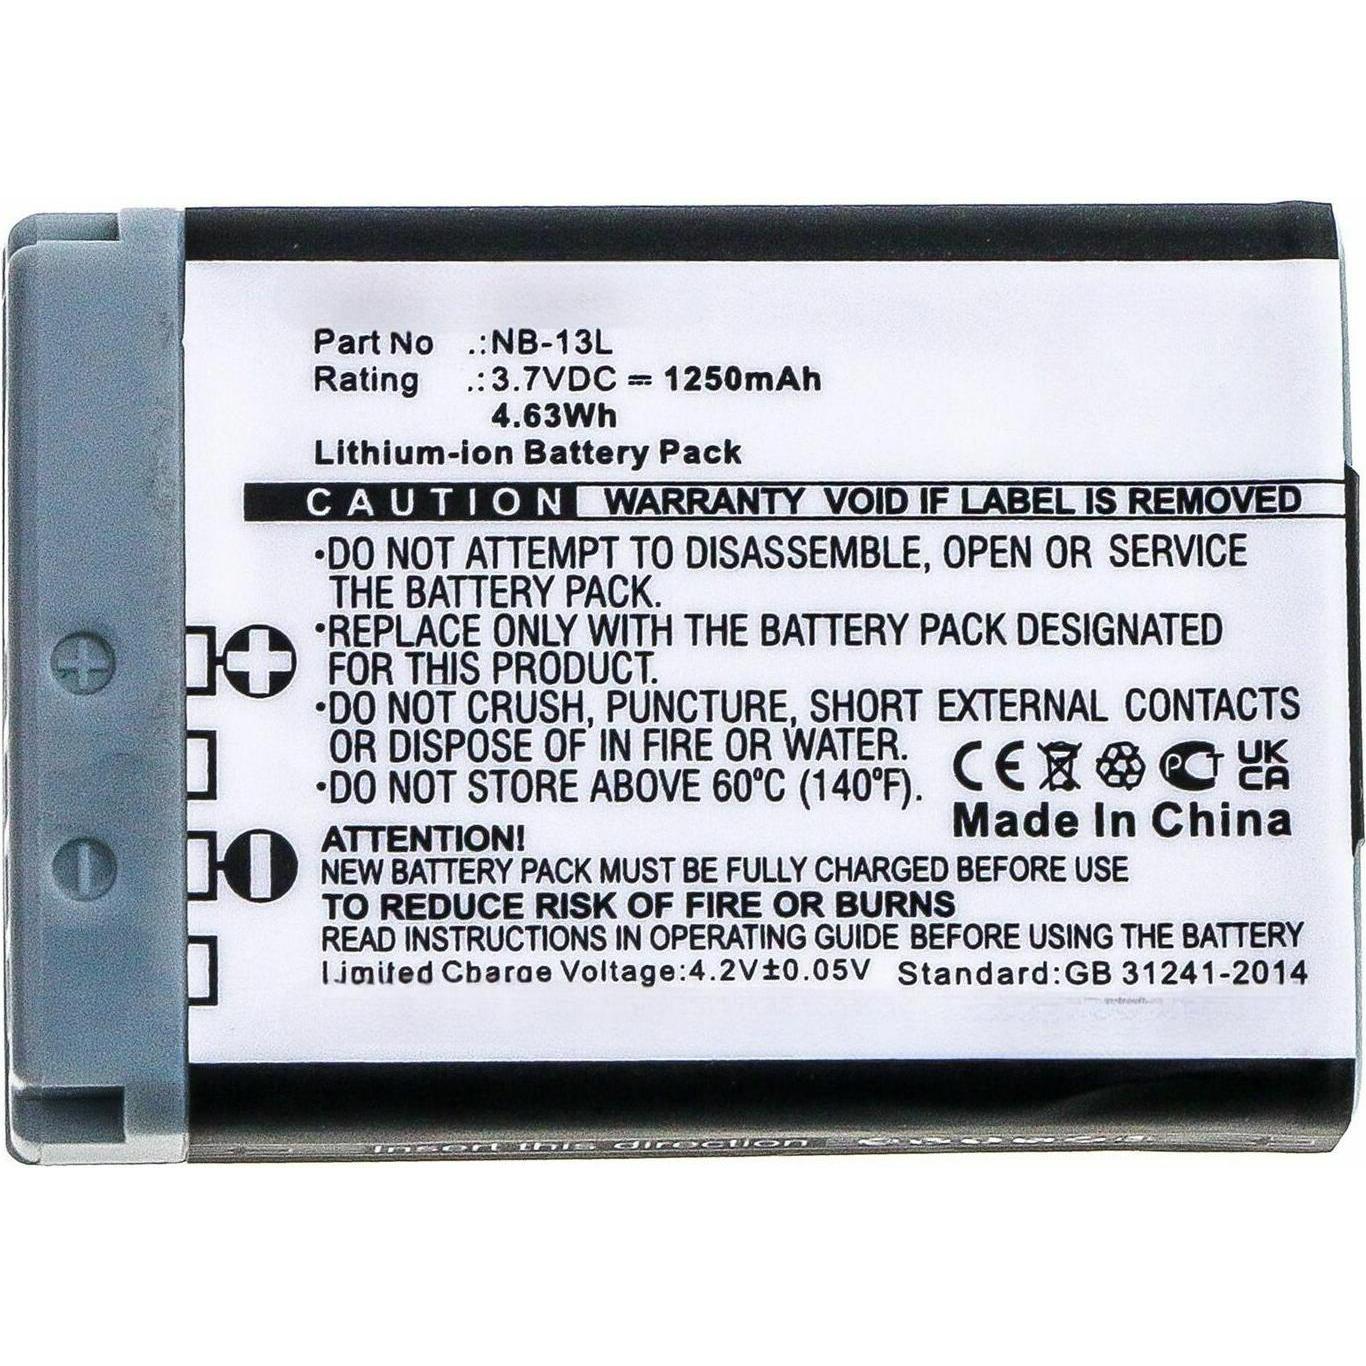 Part No .:NB-13L
Rating .:3.7VDC = 1250mAh
4.63Wh
Lithium-ion Battery Pack
CAUTION WARRANTY VOID IF LABEL IS REMOVED
•DO NOT ATTEMPT TO DISASSEMBLE, OPEN OR SERVICE
THE BATTERY PACK.
•REPLACE ONLY WITH THE BATTERY PACK DESIGNATED
FOR THIS PRODUCT.
•DO NOT CRUSH, PUNCTURE, SHORT EXTERNAL CONTACTS
OR DISPOSE OF IN FIRE OR WATER.
•DO NOT STORE ABOVE 60°C (140°F).
CE PCT UK
CA
Made In China
ATTENTION!
NEW BATTERY PACK MUST BE FULLY CHARGED BEFORE USE
TO REDUCE RISK OF FIRE OR BURNS
READ INSTRUCTIONS IN OPERATING GUIDE BEFORE USING THE BATTERY
Limited Charge Voltage:4.2V±0.05V Standard:GB 31241-2014
Insert this direction